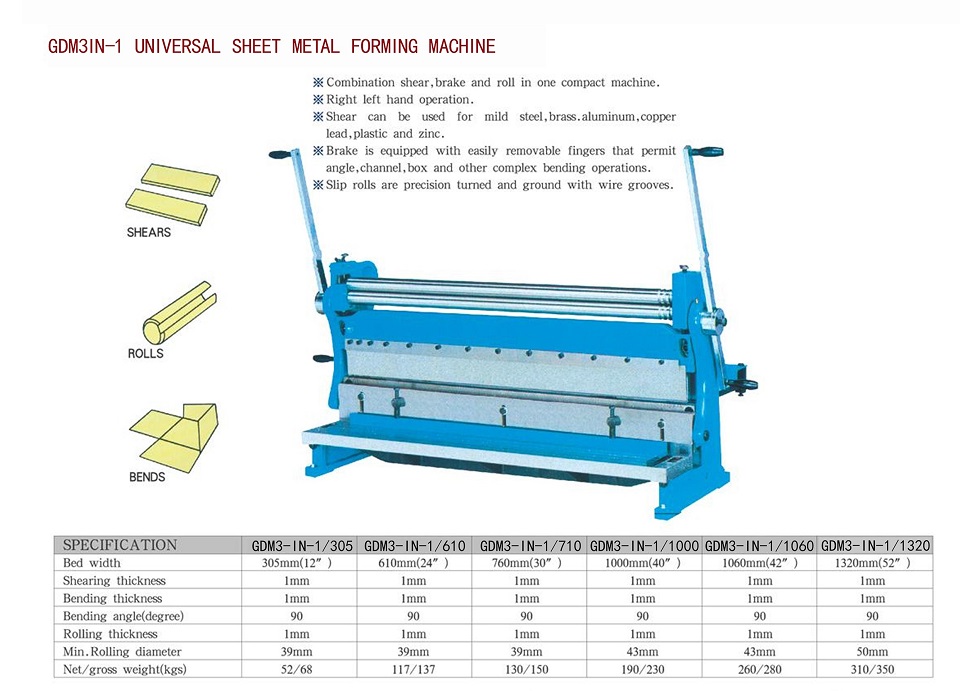 GDM3IN-1 UNIVERSAL SHEET METAL FORMING MACHINE
※ Combination shear,brake and roll in one compact machine.
※ Right left hand operation.
※ Shear can be used for mild steel,brass.aluminum,copper
lead,plastic and zinc.
※ Brake is equipped with easily removable fingers that permit
angle,channel,box and other complex bending operations.
※ Slip rolls are precision turned and ground with wire grooves.
SHEARS
ROLLS
BENDS
SPECIFICATION GDM3-IN-1/305 GDM3-IN-1/610 GDM3-IN-1/710 GDM3-IN-1/1000 GDM3-IN-1/1060 GDM3-IN-1/1320
Bed width 305mm(12″ ) 610mm(24″ ) 760mm(30″ ) 1000mm(40″ ) 1060mm(42″ ) 1320mm(52″ )
Shearing thickness 1mm 1mm 1mm 1mm 1mm 1mm
Bending thickness 1mm 1mm 1mm 1mm 1mm 1mm
Bending angle(degree) 90 90 90 90 90 90
Rolling thickness 1mm 1mm 1mm 1mm 1mm 1mm
Min.Rolling diameter 39mm 39mm 39mm 43mm 43mm 50mm
Net/gross weight(kgs) 52/68 117/137 130/150 190/230 260/280 310/350